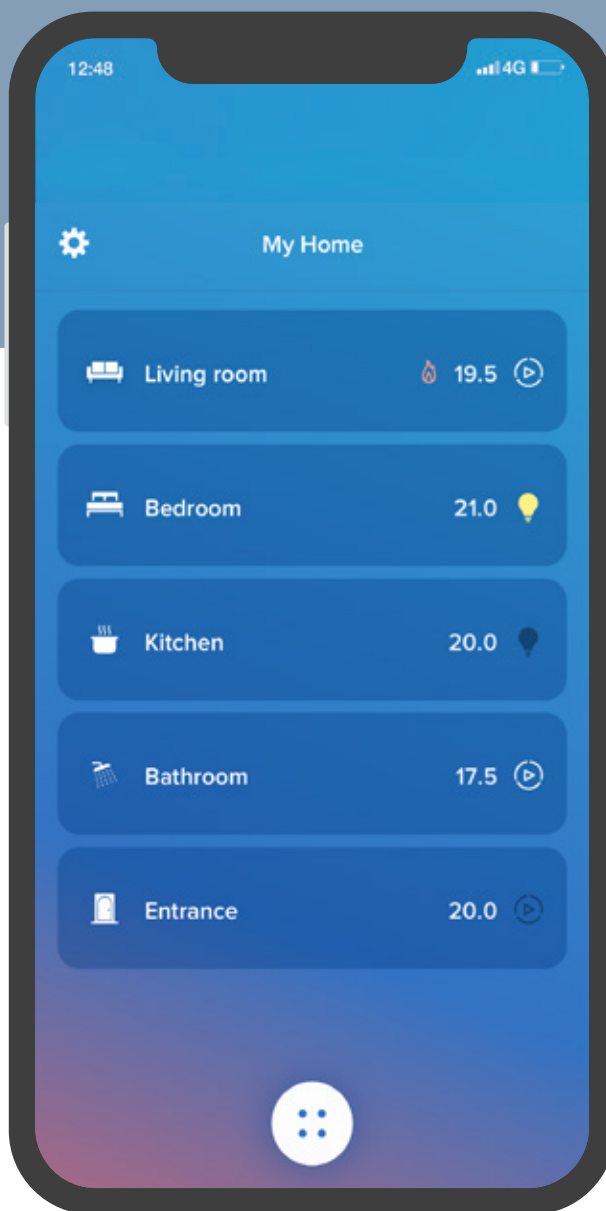 12:48 4G
My Home
Living room 19.5
Bedroom 21.0
Kitchen 20.0
Bathroom 17.5
Entrance 20.0